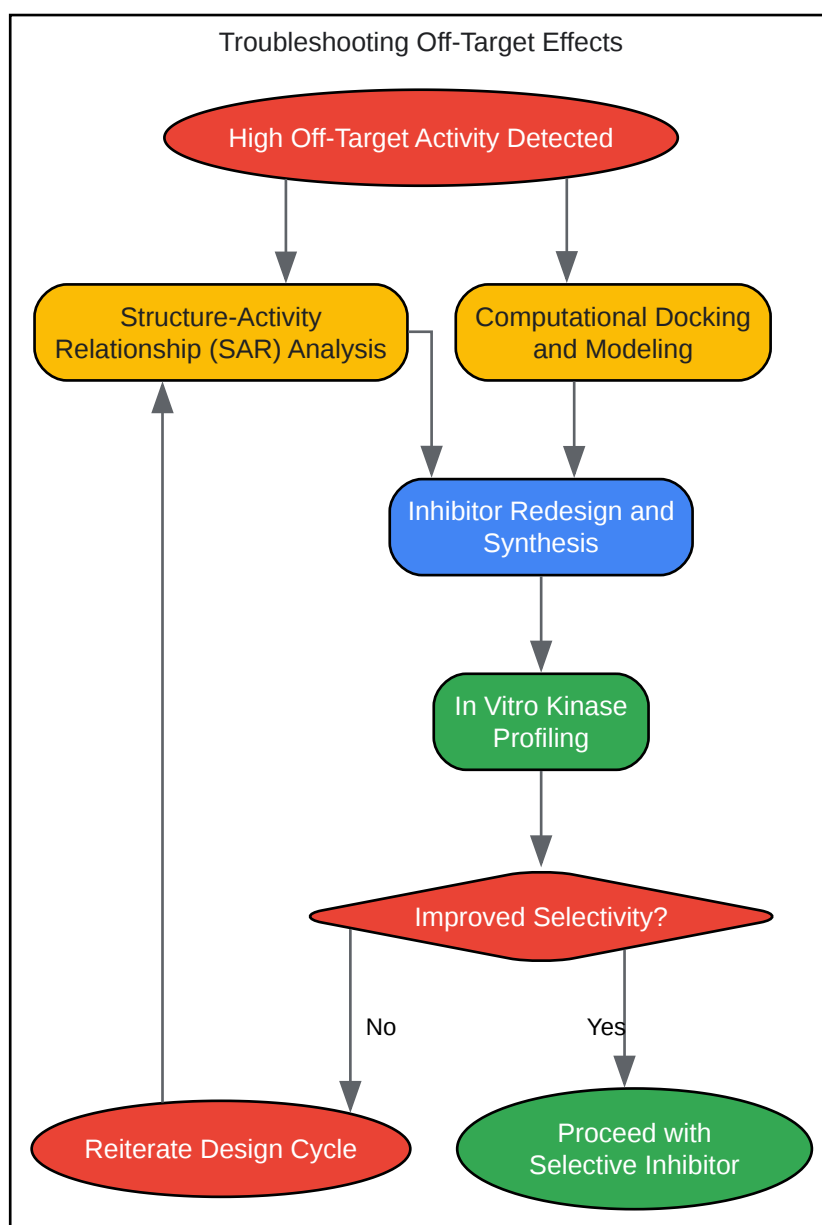 Troubleshooting Off-Target Effects
High Off-Target Activity Detected
Structure-Activity
Relationship (SAR) Analysis
Computational Docking
and Modeling
Inhibitor Redesign and
Synthesis
In Vitro Kinase
Profiling
Improved Selectivity?
No
Yes
Reiterate Design Cycle
Proceed with
Selective Inhibitor